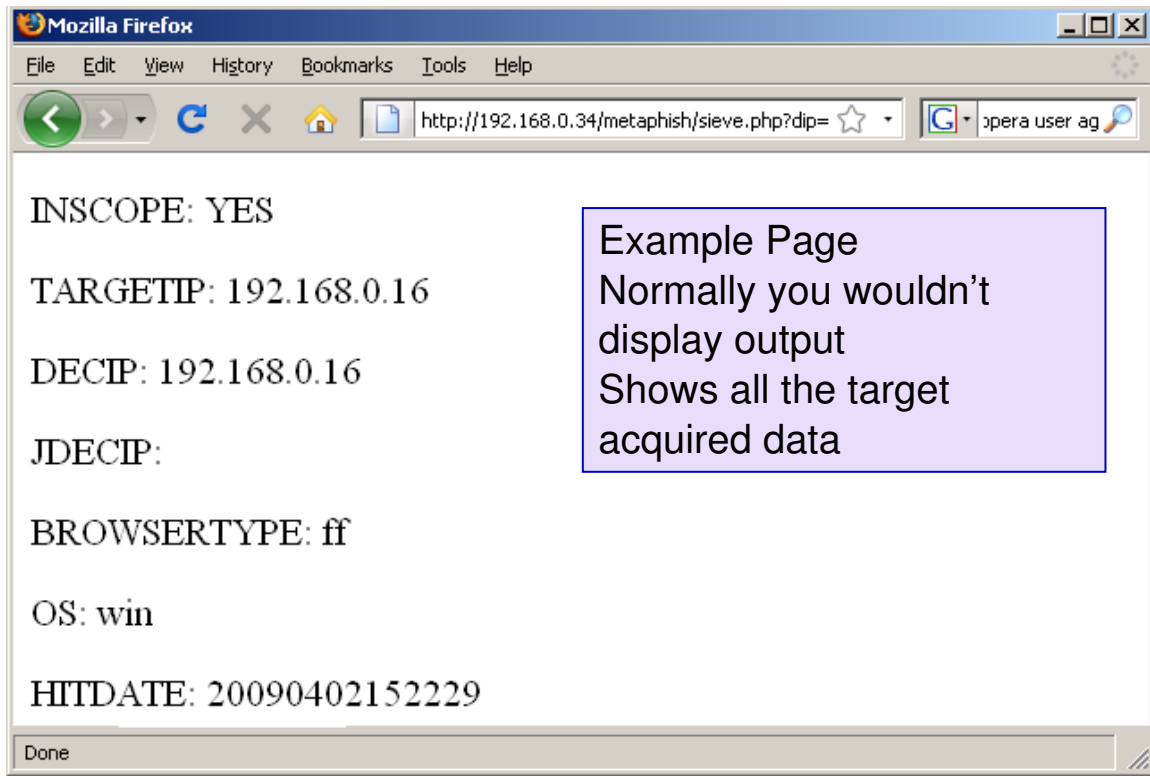 Mozilla Firefox
File Edit View History Bookmarks Tools Help
http://192.168.0.34/metaphish/sieve.php?dip=
G
opera user ag
INSCOPE: YES
TARGETIP: 192.168.0.16
DECIP: 192.168.0.16
JDECIP:
BROWSERTYPE: ff
OS: win
HITDATE: 20090402152229
Example Page
Normally you wouldn't
display output
Shows all the target
acquired data
Done